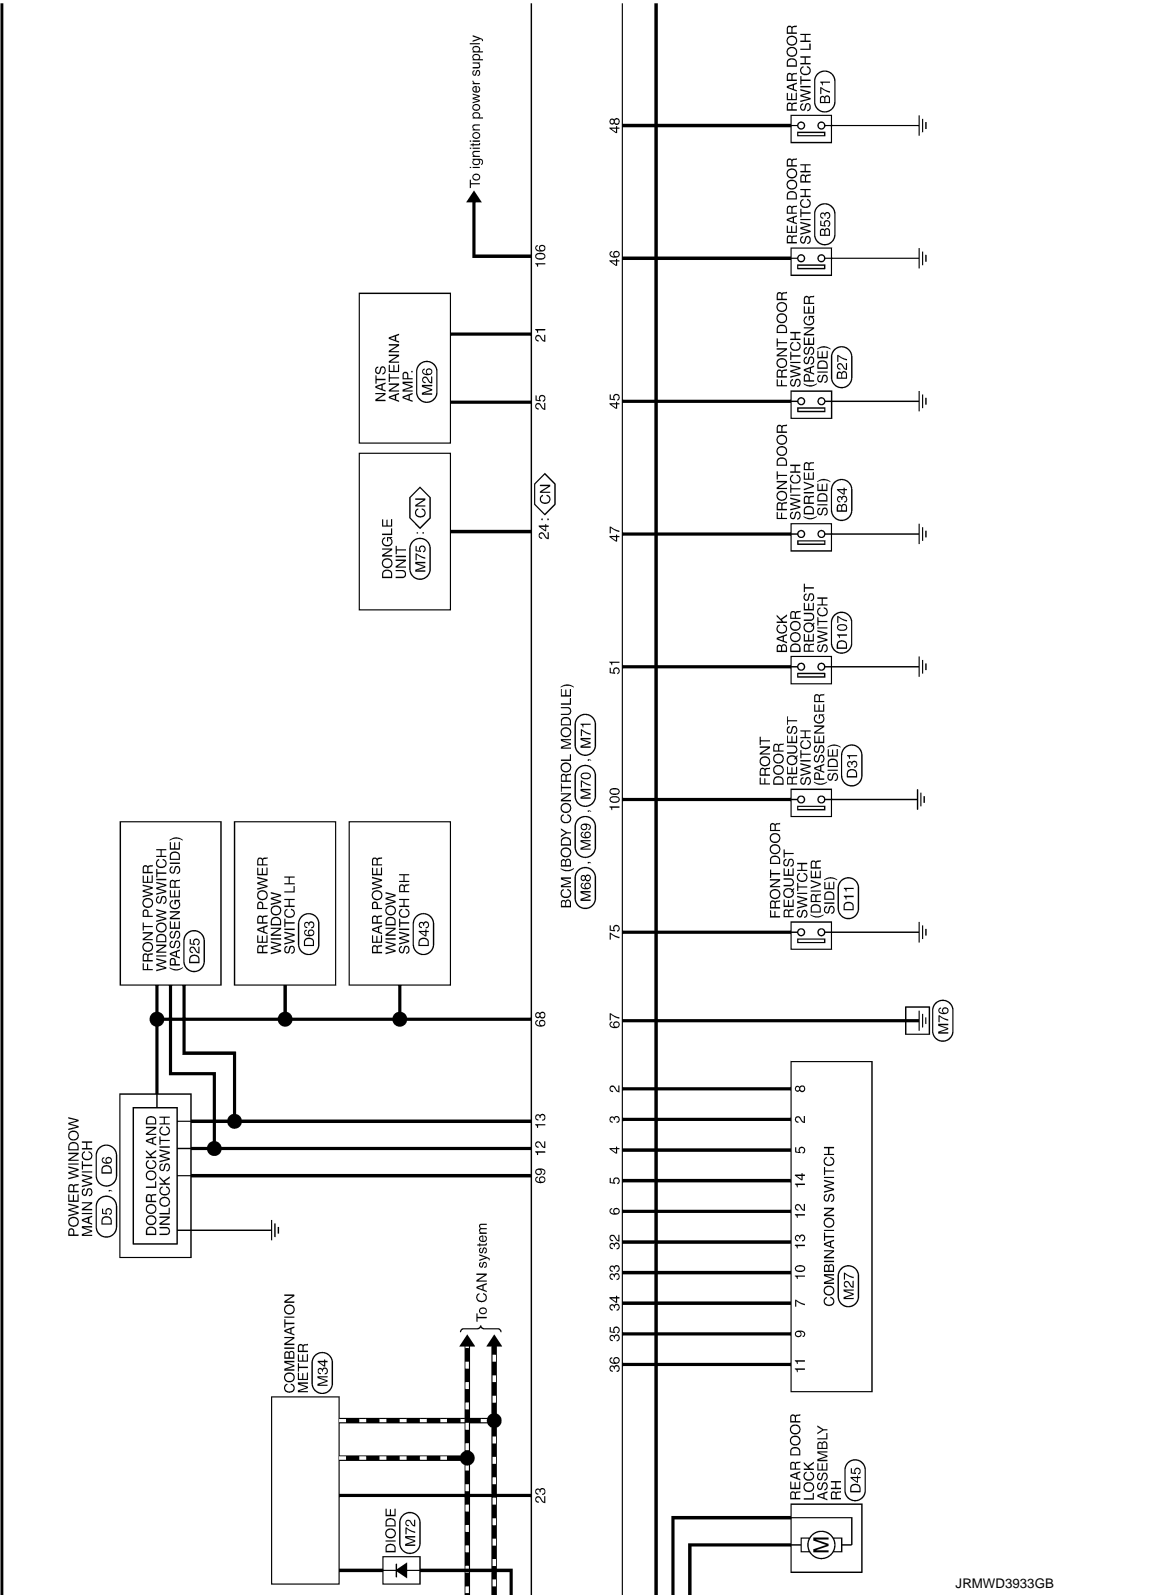 To ignition power supply
106
NATS
ANTENNA
AMP.
M26
21
25
DONGLE
UNIT
M75 : CN
24 : CN
FRONT POWER
WINDOW SWITCH
(PASSENGER SIDE)
D25
REAR POWER
WINDOW
SWITCH LH
D63
REAR POWER
WINDOW
SWITCH RH
D43
68
POWER WINDOW
MAIN SWITCH
D5 , D6
DOOR LOCK AND
UNLOCK SWITCH
13
12
69
To CAN system
COMBINATION
METER
M34
23
DIODE
M72
BCM (BODY CONTROL MODULE)
M68 , M69 , M70 , M71
48
REAR DOOR
SWITCH LH
B71
46
REAR DOOR
SWITCH RH
B53
45
FRONT DOOR
SWITCH
(PASSENGER
SIDE)
B27
47
FRONT DOOR
SWITCH
(DRIVER
SIDE)
B34
51
BACK
DOOR
REQUEST
SWITCH
D107
100
FRONT
DOOR
REQUEST
SWITCH
(PASSENGER
SIDE)
D31
75
FRONT DOOR
REQUEST
SWITCH
(DRIVER
SIDE)
D11
67
M76
2
3
4
5
6
32
33
34
35
36
8
2
5
14
12
13
10
7
9
11
COMBINATION SWITCH
M27
REAR DOOR
LOCK
ASSEMBLY
RH
D45
M
JRMWD3933GB